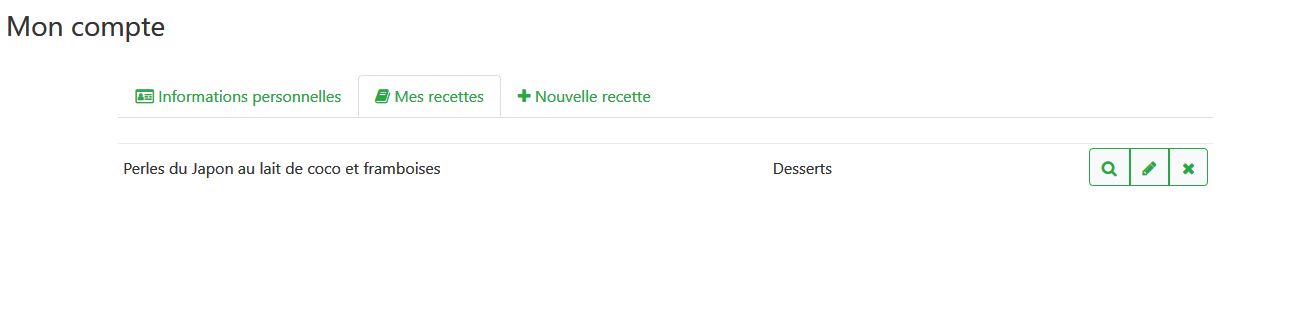 Mon compte
Informations personnelles Mes recettes Nouvelle recette
Perles du Japon au lait de coco et framboises Desserts